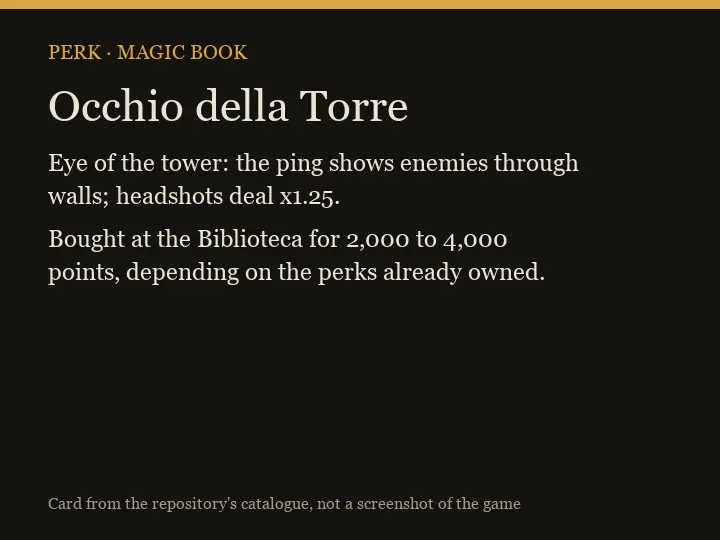 PERK · MAGIC BOOK
Occhio della Torre
Eye of the tower: the ping shows enemies through
walls; headshots deal x1.25.
Bought at the Biblioteca for 2,000 to 4,000
points, depending on the perks already owned.
Card from the repository's catalogue, not a screenshot of the game